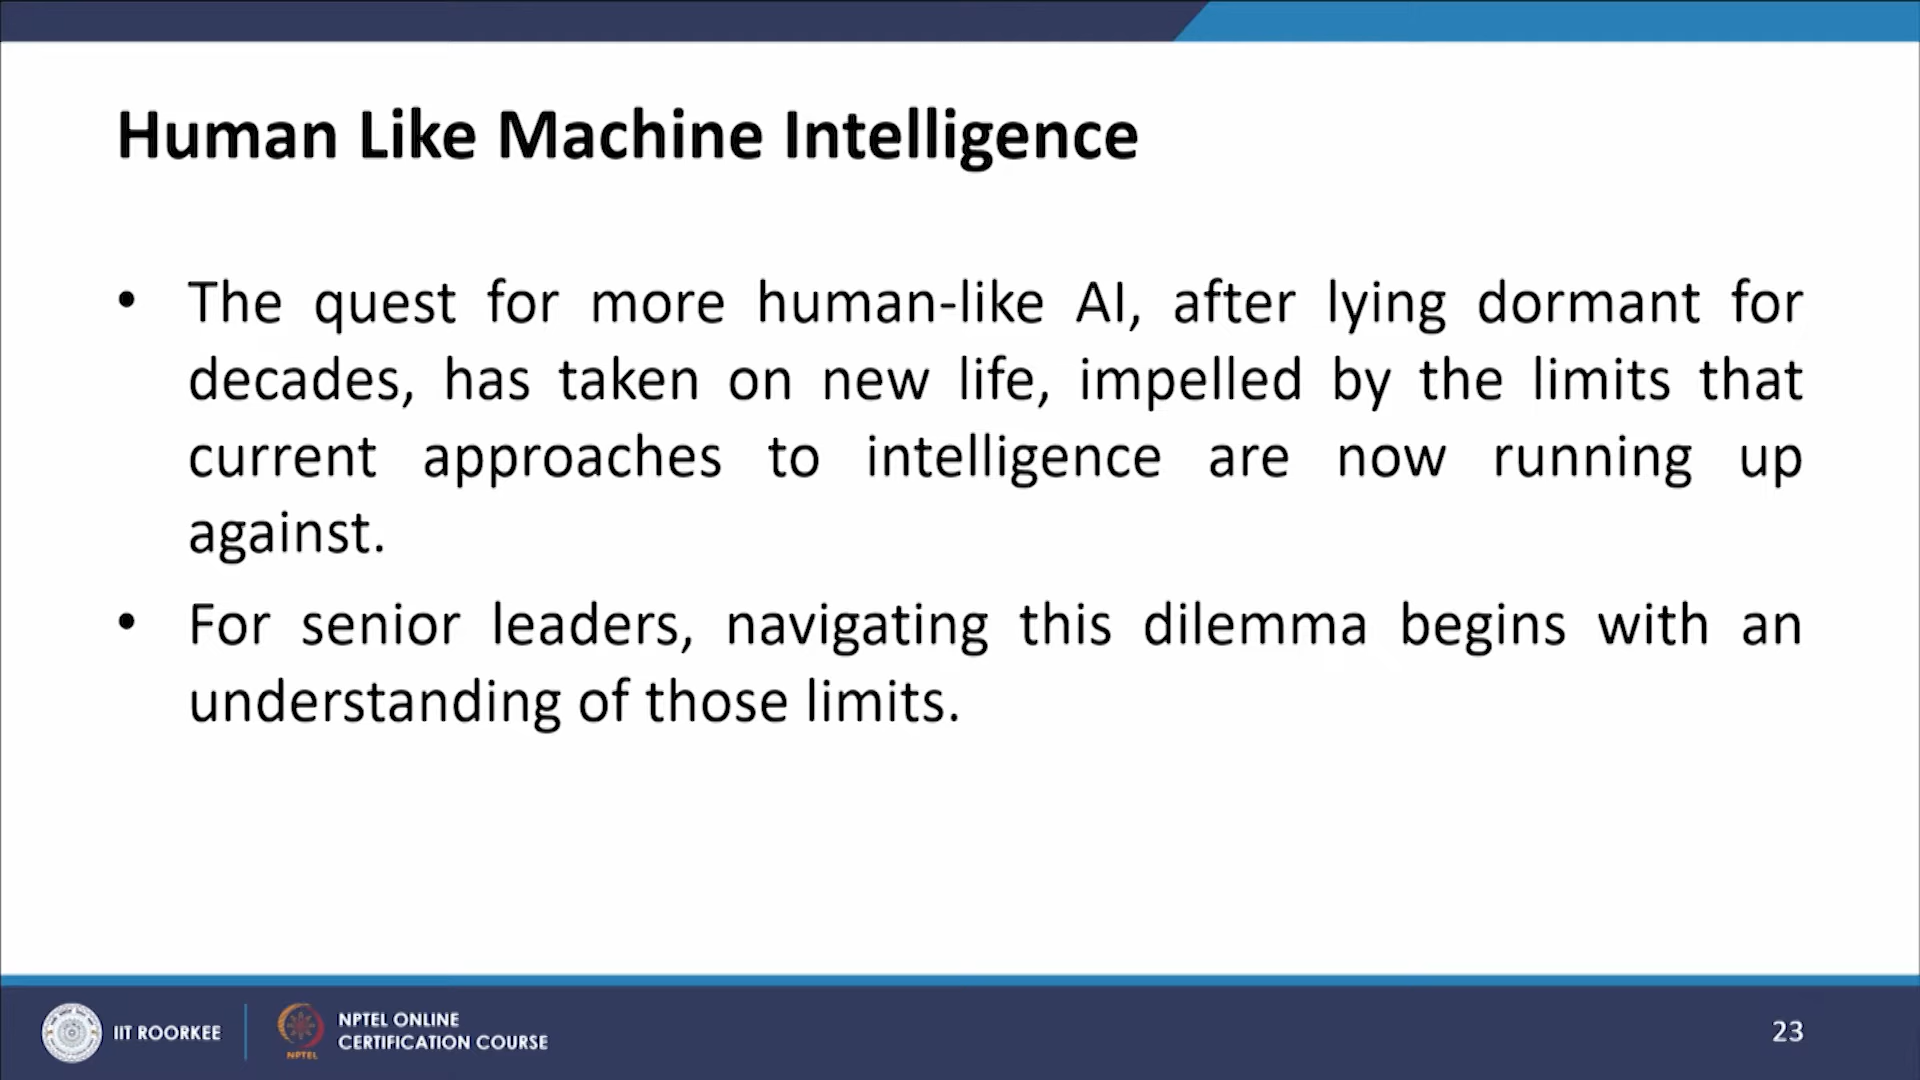 Human Like Machine Intelligence
• The quest for more human-like AI, after lying dormant for
decades, has taken on new life, impelled by the limits that
current approaches to intelligence are now running up
against.
• For senior leaders, navigating this dilemma begins with an
understanding of those limits.
IIT ROORKEE
NPTEL
NPTEL ONLINE
CERTIFICATION COURSE
23